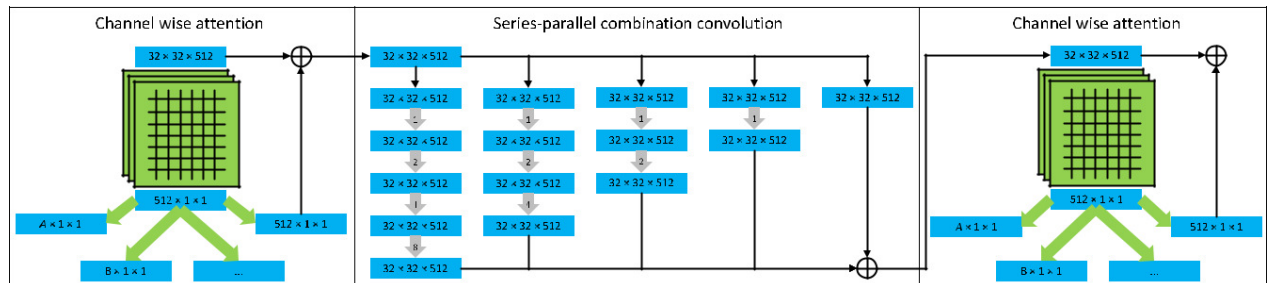 Channel wise attention
32 × 32 × 512
512 × 1 × 1
A × 1 × 1
512 × 1 × 1
B × 1 × 1
...
Series-parallel combination convolution
32 × 32 × 512
32 × 32 × 512
32 × 32 × 512
32 × 32 × 512
32 × 32 × 512
32 × 32 × 512
1
1
1
32 × 32 × 512
32 × 32 × 512
32 × 32 × 512
32 × 32 × 512
2
2
2
32 × 32 × 512
32 × 32 × 512
32 × 32 × 512
32 × 32 × 512
32 × 32 × 512
8
32 × 32 × 512
Channel wise attention
32 × 32 × 512
512 × 1 × 1
A × 1 × 1
512 × 1 × 1
B × 1 × 1
...